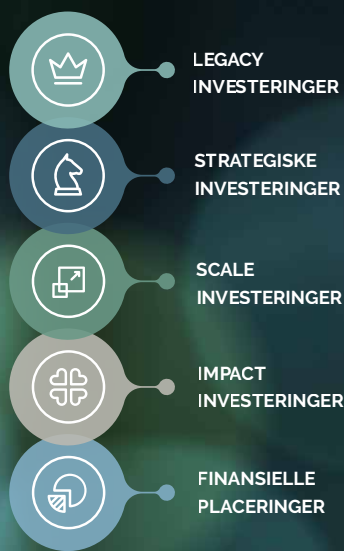 LEGACY
INVESTERINGER
STRATEGISKE
INVESTERINGER
SCALE
INVESTERINGER
IMPACT
INVESTERINGER
FINANSIELLE
PLACERINGER